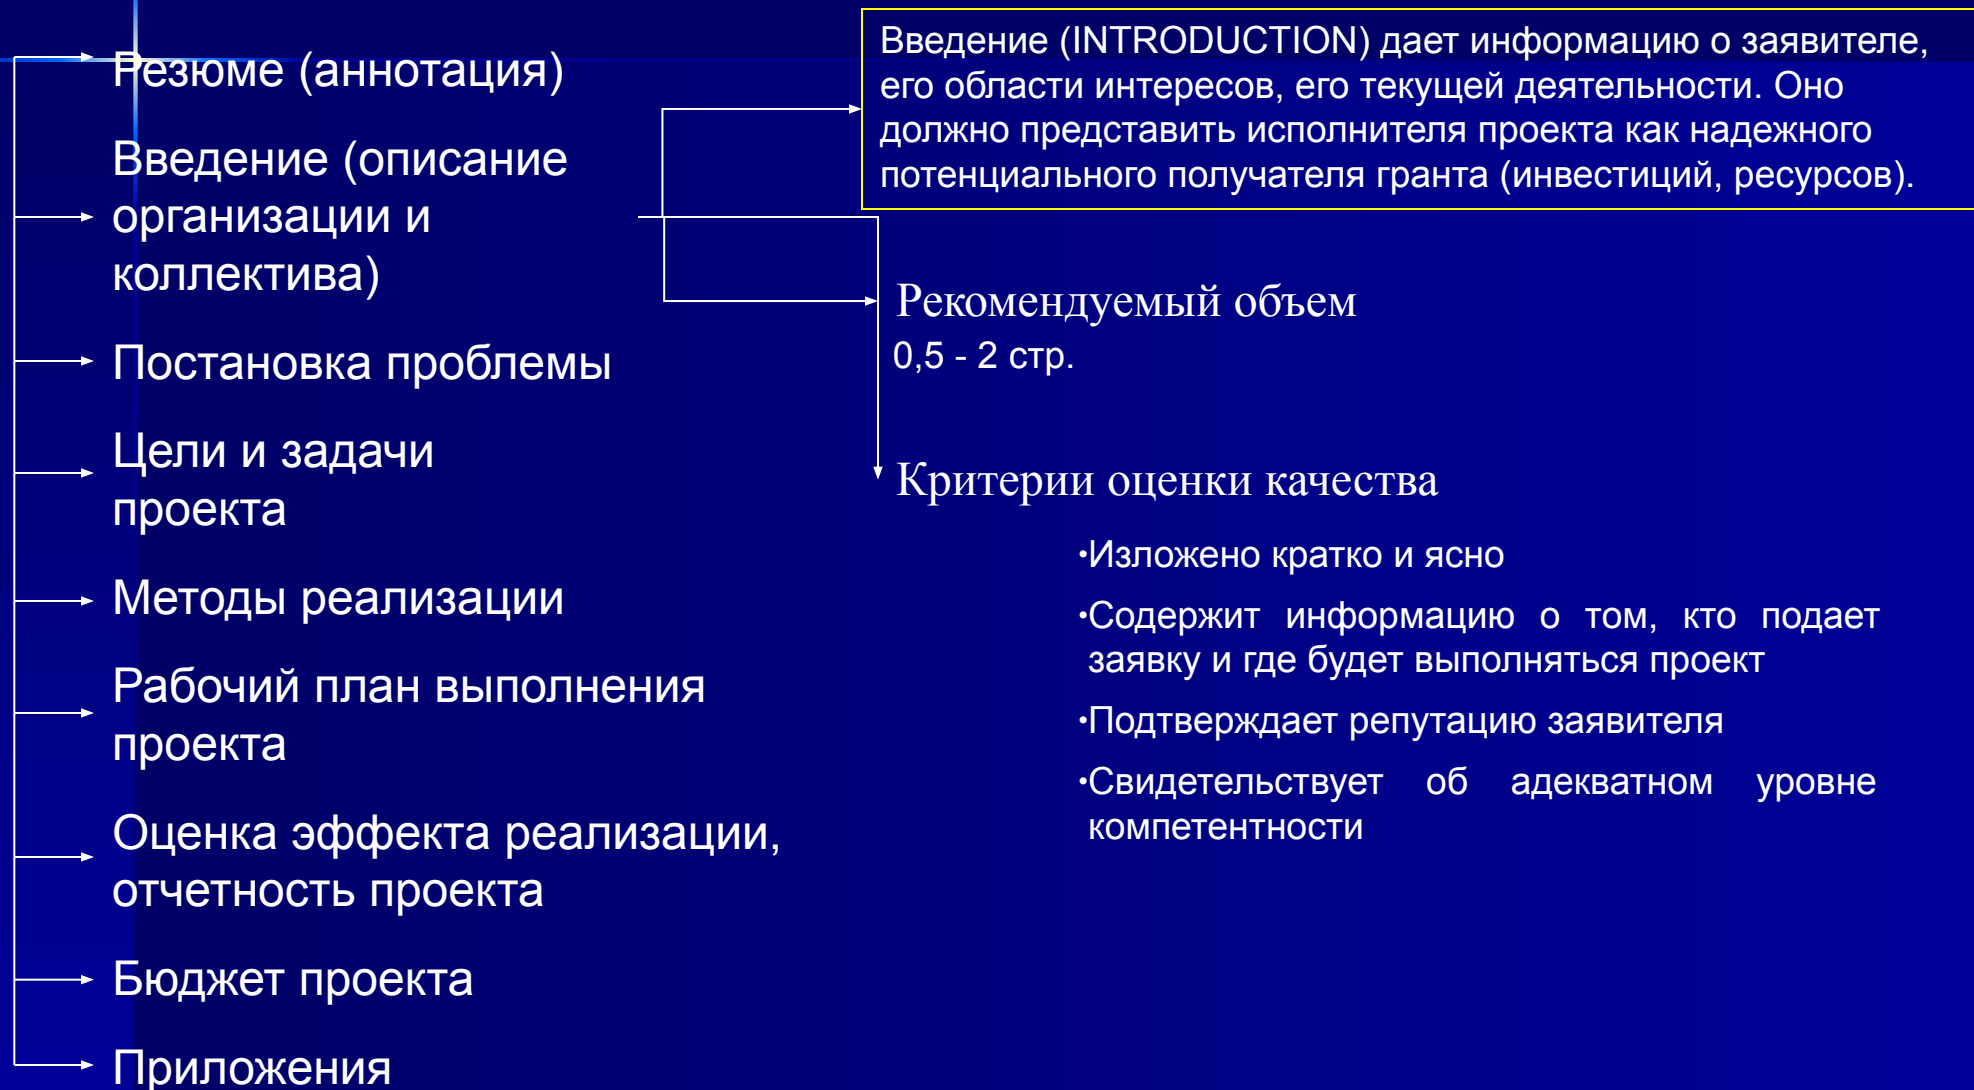 Резюме (аннотация)
Введение (описание
организации и
коллектива)
Постановка проблемы
Цели и задачи
проекта
Методы реализации
Рабочий план выполнения
проекта
Оценка эффекта реализации,
отчетность проекта
Бюджет проекта
Приложения
Введение (INTRODUCTION) дает информацию о заявителе,
его области интересов, его текущей деятельности. Оно
должно представить исполнителя проекта как надежного
потенциального получателя гранта (инвестиций, ресурсов).
Рекомендуемый объем
0,5 - 2 стр.
Критерии оценки качества
•Изложено кратко и ясно
•Содержит информацию о том, кто подает
заявку и где будет выполняться проект
•Подтверждает репутацию заявителя
•Свидетельствует об адекватном уровне
компетентности